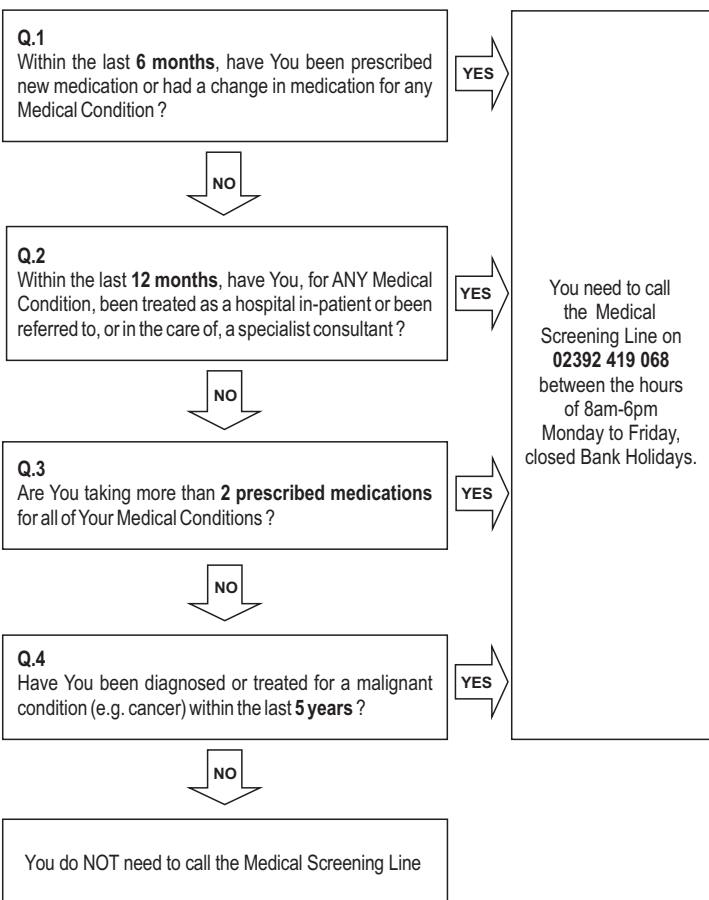 Q.1
Within the last 6 months, have You been prescribed
new medication or had a change in medication for any
Medical Condition ?
YES
NO
Q.2
Within the last 12 months, have You, for ANY Medical
Condition, been treated as a hospital in-patient or been
referred to, or in the care of, a specialist consultant ?
YES
NO
Q.3
Are You taking more than 2 prescribed medications
for all of Your Medical Conditions ?
YES
NO
Q.4
Have You been diagnosed or treated for a malignant
condition (e.g. cancer) within the last 5 years ?
YES
NO
You do NOT need to call the Medical Screening Line
You need to call
the Medical
Screening Line on
02392 419 068
between the hours
of 8am-6pm
Monday to Friday,
closed Bank Holidays.